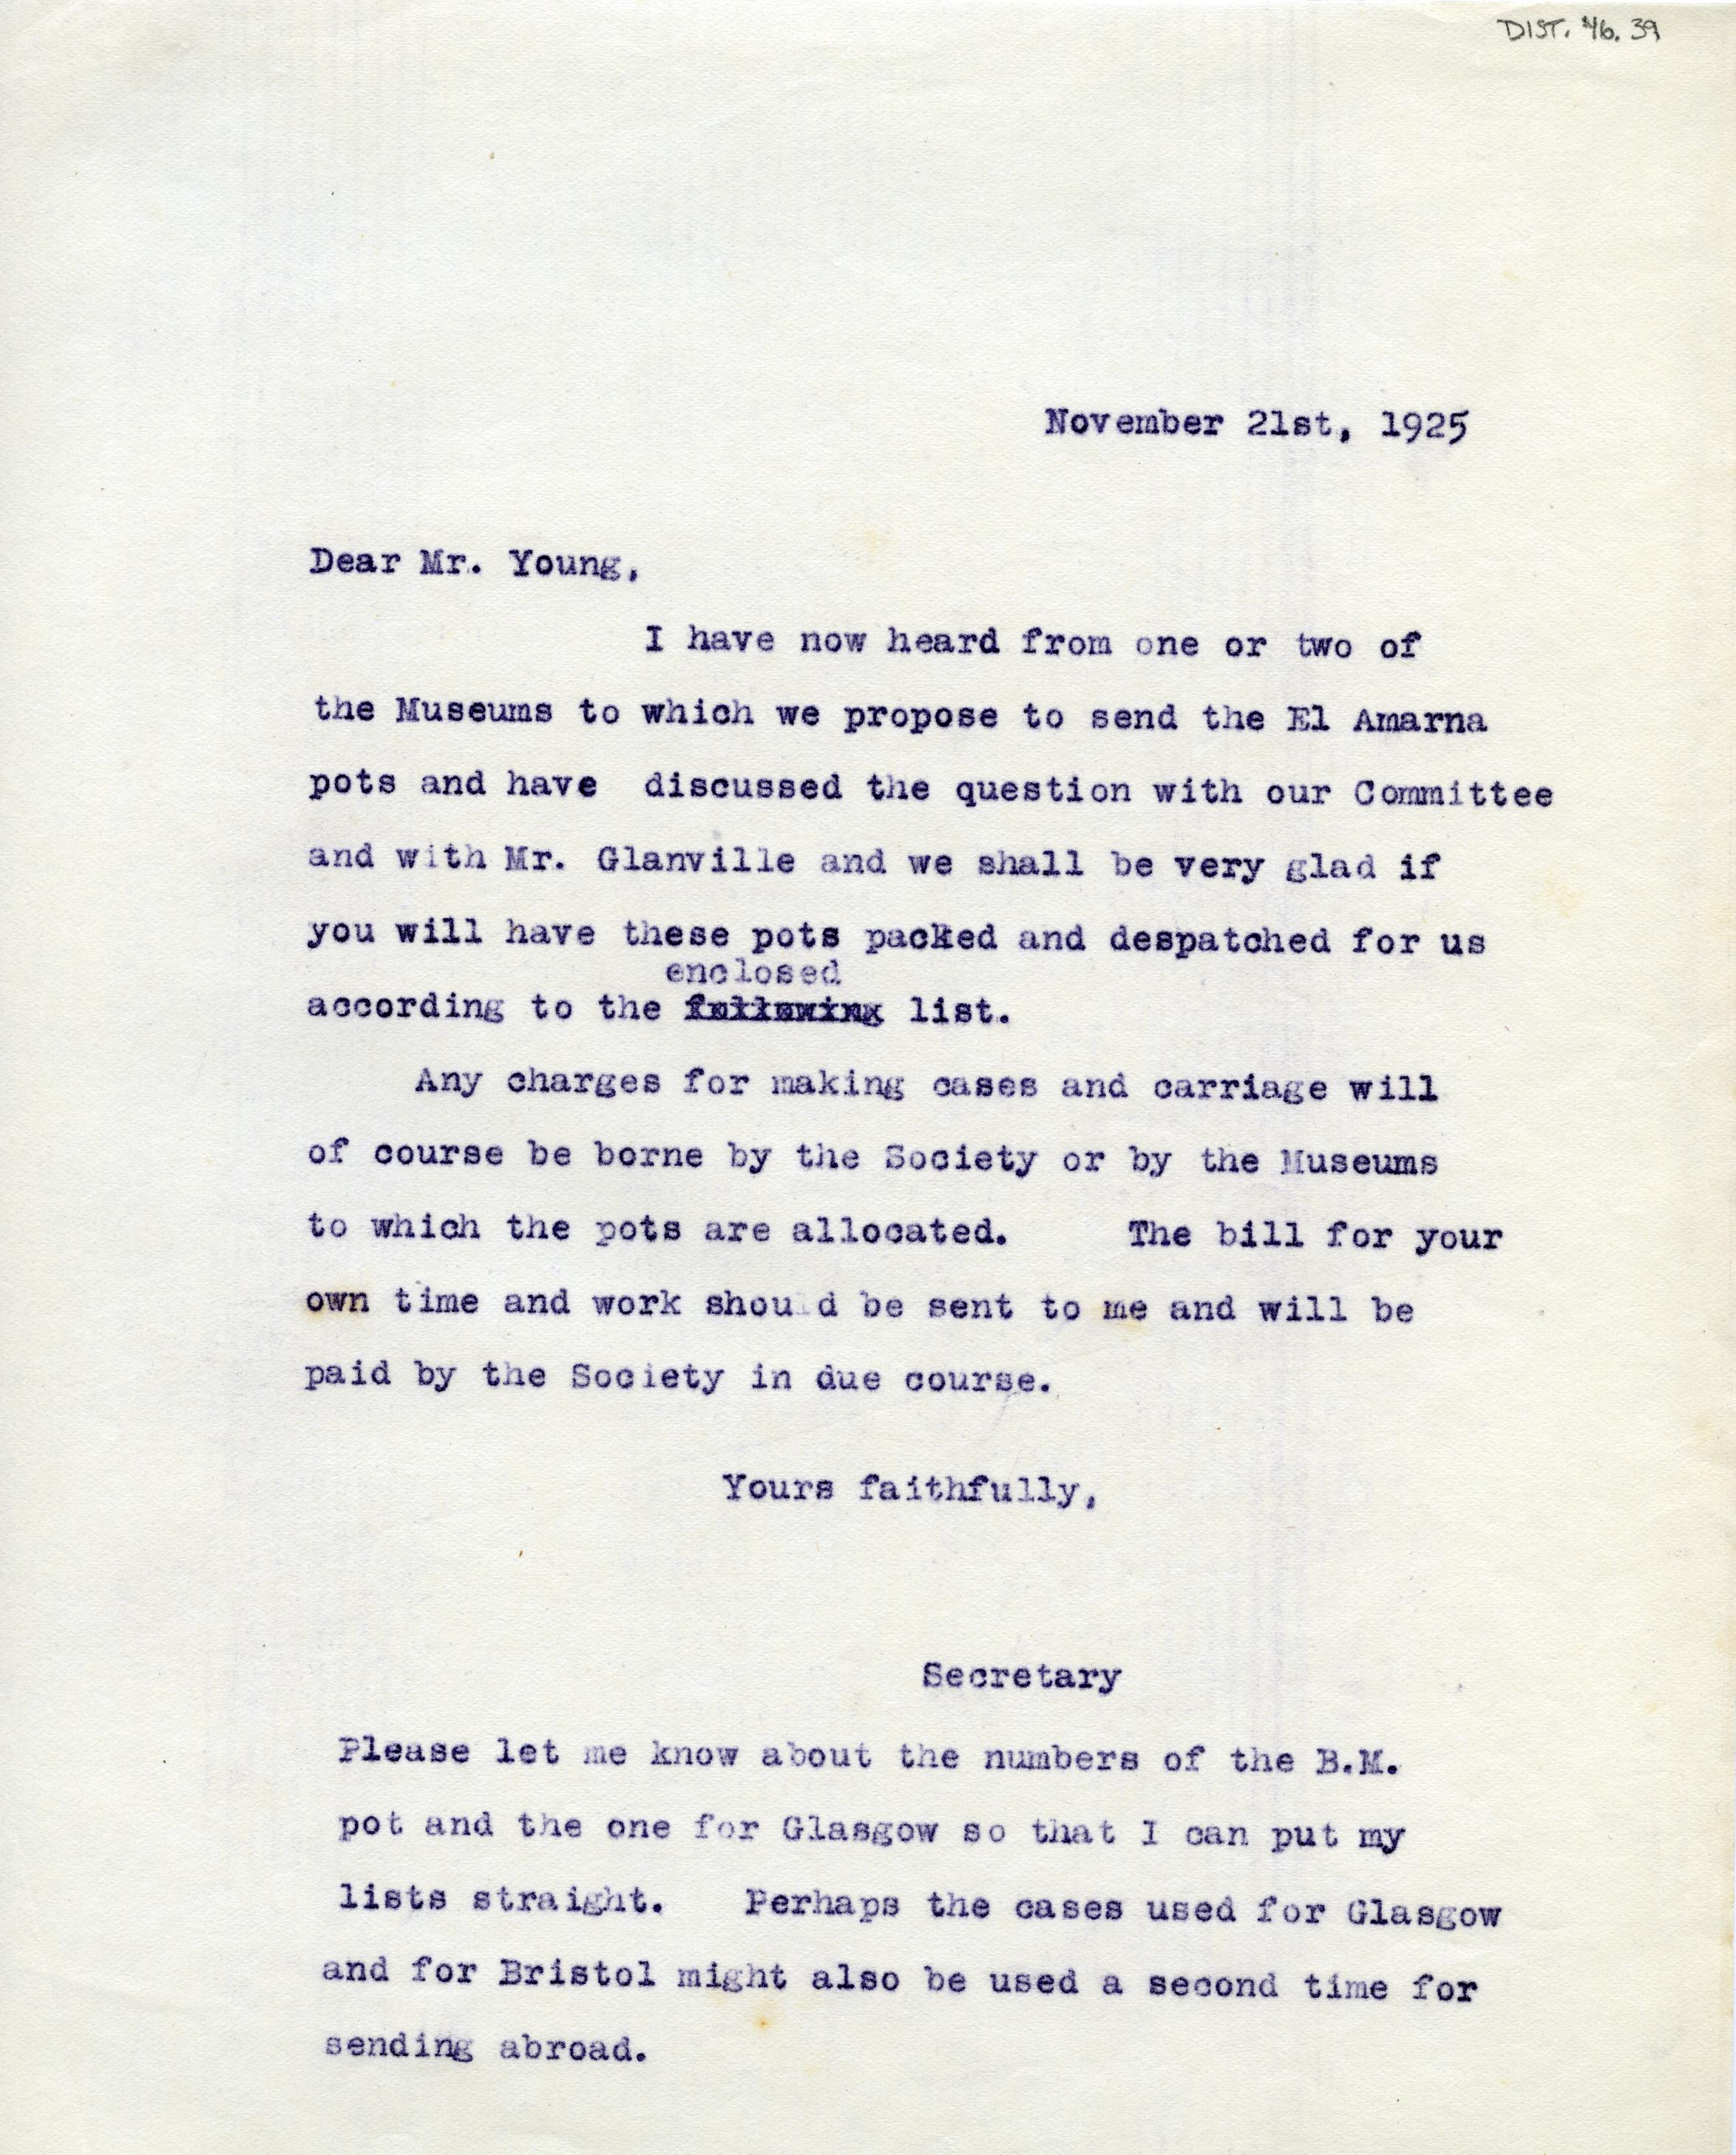 DIST. 46.39
November 21st, 1925
Dear Mr. Young,
I have now heard from one or two of
the Museums to which we propose to send the El Amarna
pots and have discussed the question with our Committee
and with Mr. Glanville and we shall be very glad if
you will have these pots packed and despatched for us
enclosed
according to the following list.
Any charges for making cases and carriage will
of course be borne by the Society or by the Museums
to which the pots are allocated. The bill for your
own time and work should be sent to me and will be
paid by the Society in due course.
Yours faithfully,
Secretary
Please let me know about the numbers of the B.M.
pot and the one for Glasgow so that I can put my
lists straight. Perhaps the cases used for Glasgow
and for Bristol might also be used a second time for
sending abroad.